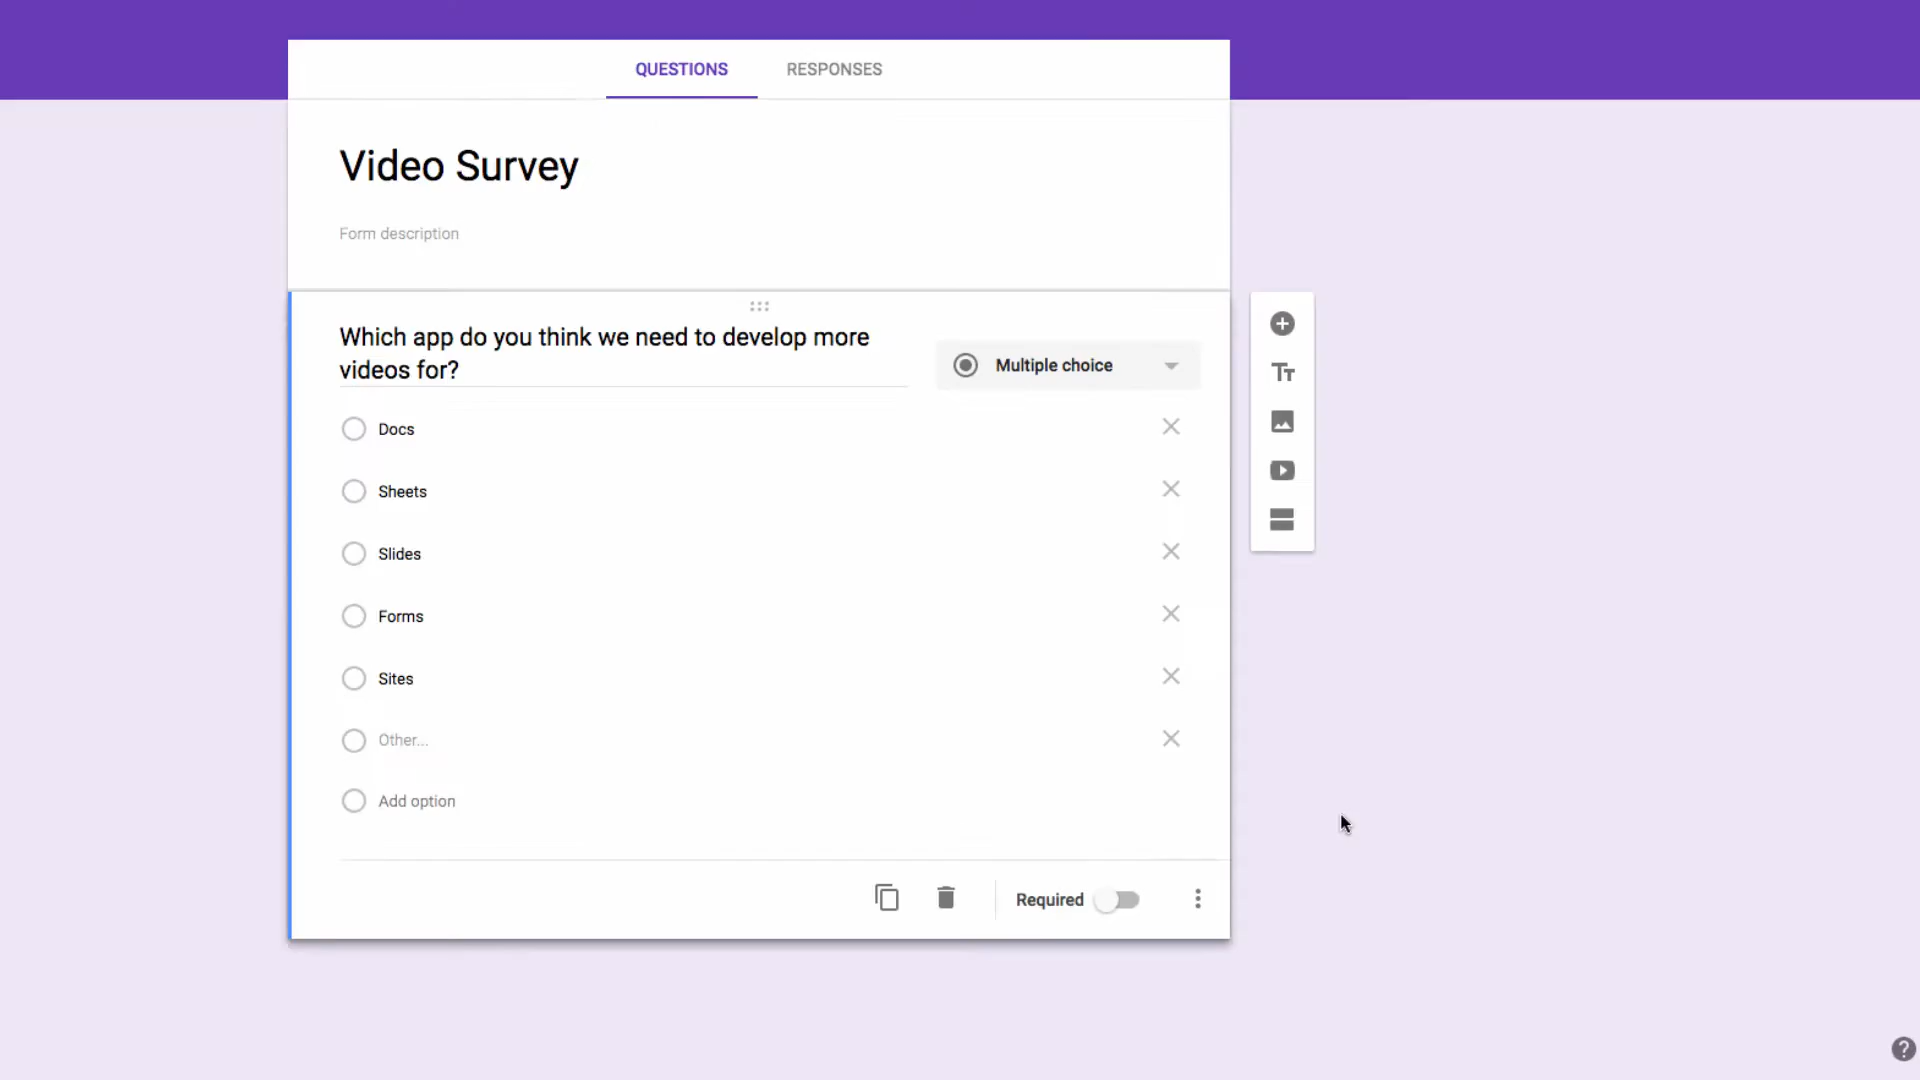 QUESTIONS RESPONSES
Video Survey
Form description
Which app do you think we need to develop more
videos for?
Multiple choice
Docs
Sheets
Slides
Forms
Sites
Other...
Add option
Required